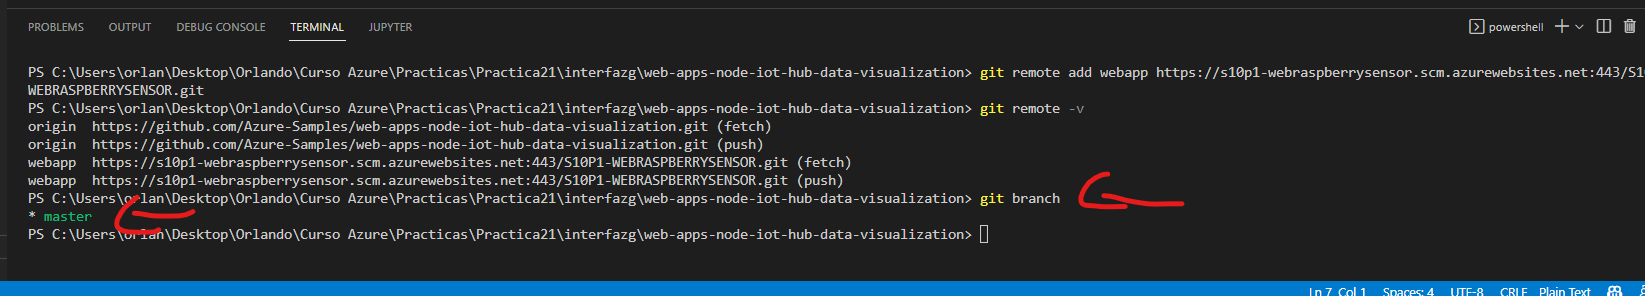 PROBLEMS OUTPUT DEBUG CONSOLE TERMINAL JUPYTER powershell
PS C:\Users\orlan\Desktop\Orlando\Curso Azure\Practicas\Practica21\interfazg\web-apps-node-iot-hub-data-visualization> git remote add webapp https://s10p1-webraspberrysensor.scm.azurewebsites.net:443/S10
WEBRASPBERRYSENSOR.git
PS C:\Users\orlan\Desktop\Orlando\Curso Azure\Practicas\Practica21\interfazg\web-apps-node-iot-hub-data-visualization> git remote -v
origin https://github.com/Azure-Samples/web-apps-node-iot-hub-data-visualization.git (fetch)
origin https://github.com/Azure-Samples/web-apps-node-iot-hub-data-visualization.git (push)
webapp https://s10p1-webraspberrysensor.scm.azurewebsites.net:443/S10P1-WEBRASPBERRYSENSOR.git (fetch)
webapp https://s10p1-webraspberrysensor.scm.azurewebsites.net:443/S10P1-WEBRASPBERRYSENSOR.git (push)
PS C:\Users\orlan\Desktop\Orlando\Curso Azure\Practicas\Practica21\interfazg\web-apps-node-iot-hub-data-visualization> git branch
* master
PS C:\Users\orlan\Desktop\Orlando\Curso Azure\Practicas\Practica21\interfazg\web-apps-node-iot-hub-data-visualization>
Ln 7, Col 1 Spaces: 4 UTF-8 CRLF Plain Text